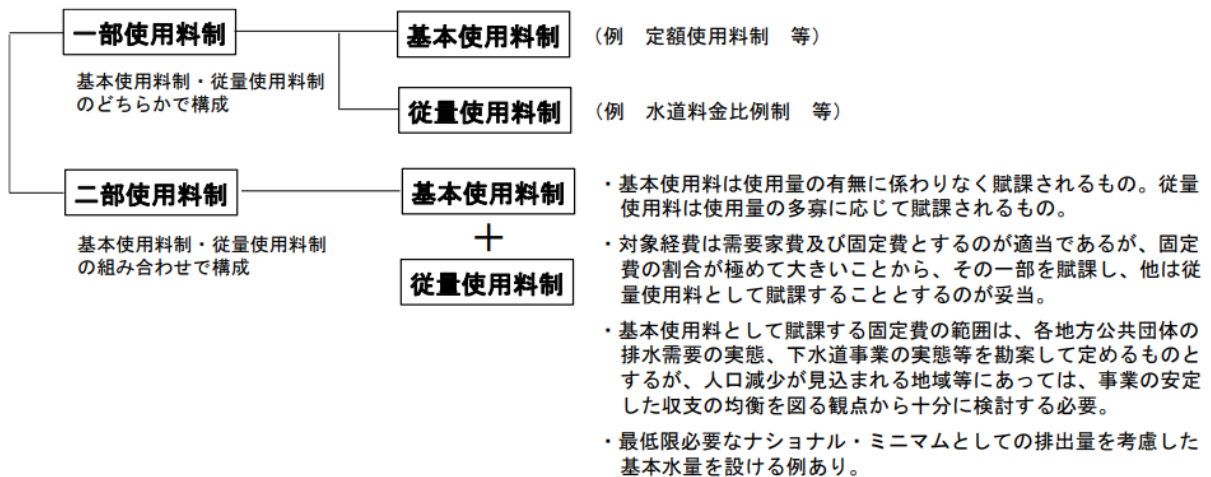 一部使用料制
基本使用料制・従量使用料制
のどちらかで構成
基本使用料制
（例　定額使用料制　等）
従量使用料制
（例　水道料金比例制　等）
二部使用料制
基本使用料制・従量使用料制
の組み合わせで構成
基本使用料制
＋
従量使用料制
・基本使用料は使用量の有無に係わりなく賦課されるもの。従量
使用料は使用量の多寡に応じて賦課されるもの。
・対象経費は需要家費及び固定費とするのが適当であるが、固定
費の割合が極めて大きいことから、その一部を賦課し、他は従
量使用料として賦課することとするのが妥当。
・基本使用料として賦課する固定費の範囲は、各地方公共団体の
排水需要の実態、下水道事業の実態等を勘案して定めるものと
するが、人口減少が見込まれる地域等にあっては、事業の安定
した収支の均衡を図る観点から十分に検討する必要。
・最低限必要なナショナル・ミニマムとしての排出量を考慮した
基本水量を設ける例あり。